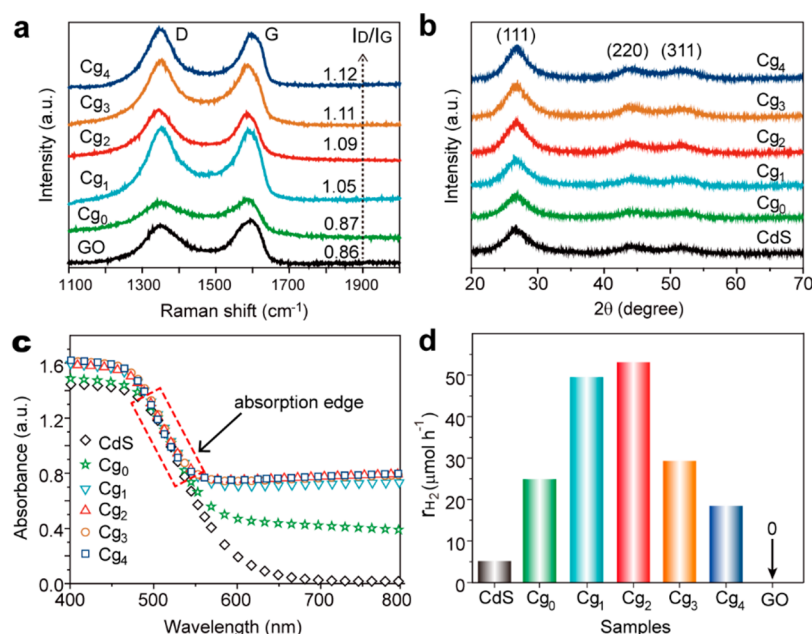 a
D
G
I_D/I_G
Cg₄
1.12
Cg₃
1.11
Cg₂
1.09
Cg₁
1.05
Cg₀
0.87
GO
0.86
Intensity (a.u.)
1100 1300 1500 1700 1900
Raman shift (cm⁻¹)
b
(111) (220) (311)
Cg₄
Cg₃
Cg₂
Cg₁
Cg₀
CdS
Intensity (a.u.)
20 30 40 50 60 70
2θ (degree)
c
absorption edge
CdS
Cg₀
Cg₁
Cg₂
Cg₃
Cg₄
Absorbance (a.u.)
1.6
1.2
0.8
0.4
0.0
400 500 600 700 800
Wavelength (nm)
d
r_H₂ (μmol h⁻¹)
50
40
30
20
10
0
0
CdS Cg₀ Cg₁ Cg₂ Cg₃ Cg₄ GO
Samples